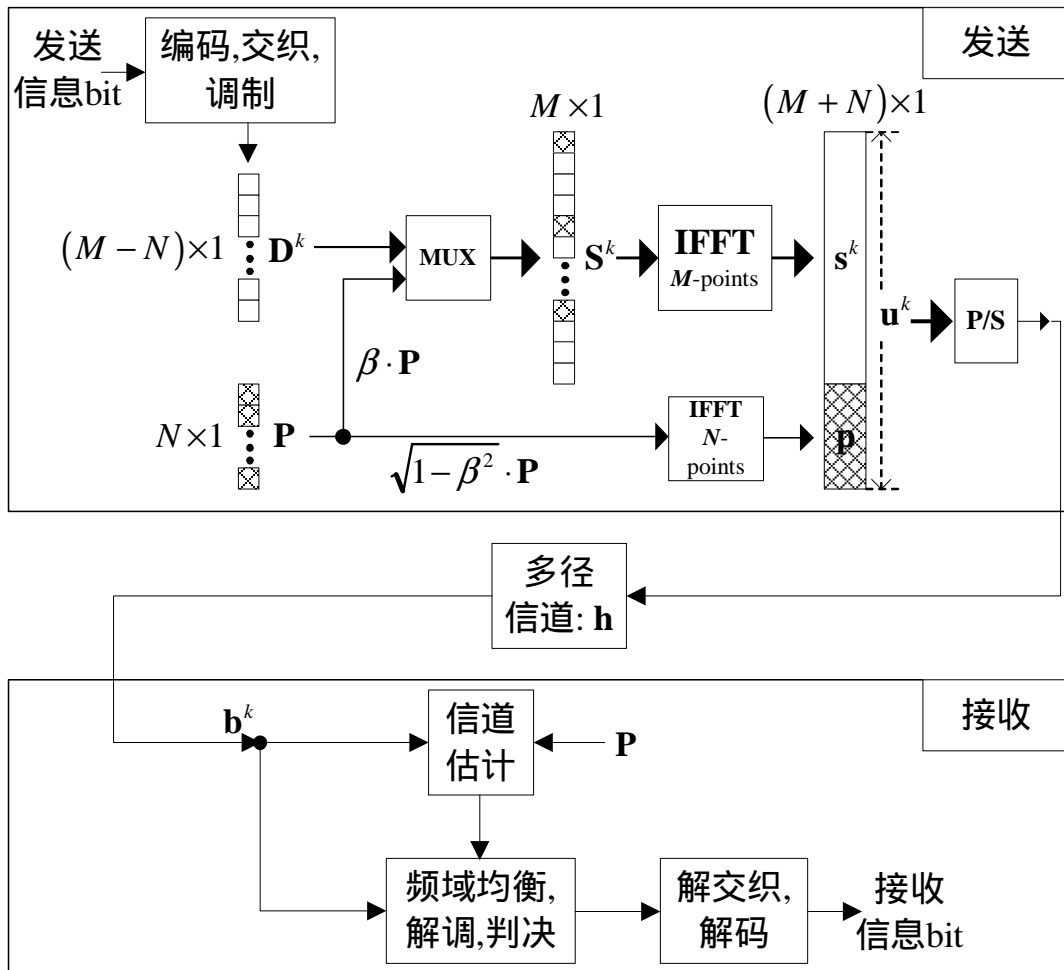 发送
信息bit
编码,交织,
调制
发送
M×1
(M + N)×1
(M − N)×1
D^k
MUX
S^k
IFFT
M-points
s^k
u^k
P/S
β · P
N×1
P
√(1−β²) · P
IFFT
N-
points
p
多径
信道: h
接收
b^k
信道
估计
P
频域均衡,
解调,判决
解交织,
解码
接收
信息bit